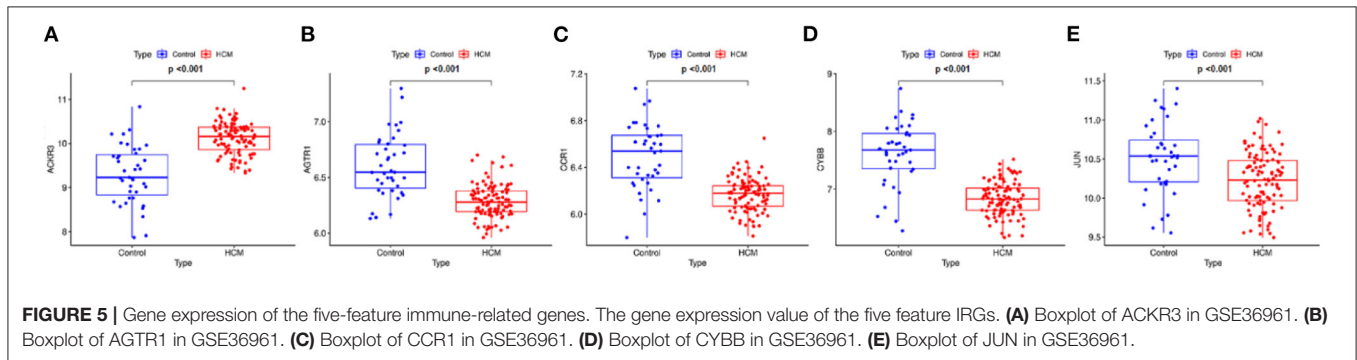 A
B
C
D
E
Type Control HCM
Type Control HCM
Type Control HCM
Type Control HCM
Type Control HCM
p <0.001
p <0.001
p <0.001
p <0.001
p <0.001
ACKR3
11
10
9
8
Control HCM
Type
AGTR1
7.0
6.5
6.0
Control HCM
Type
CCR1
7.2
6.8
6.4
6.0
Control HCM
Type
CYBB
9
8
7
Control HCM
Type
JUN
11.5
11.0
10.5
10.0
9.5
Control HCM
Type
FIGURE 5 | Gene expression of the five-feature immune-related genes. The gene expression value of the five feature IRGs. (A) Boxplot of ACKR3 in GSE36961. (B)
Boxplot of AGTR1 in GSE36961. (C) Boxplot of CCR1 in GSE36961. (D) Boxplot of CYBB in GSE36961. (E) Boxplot of JUN in GSE36961.